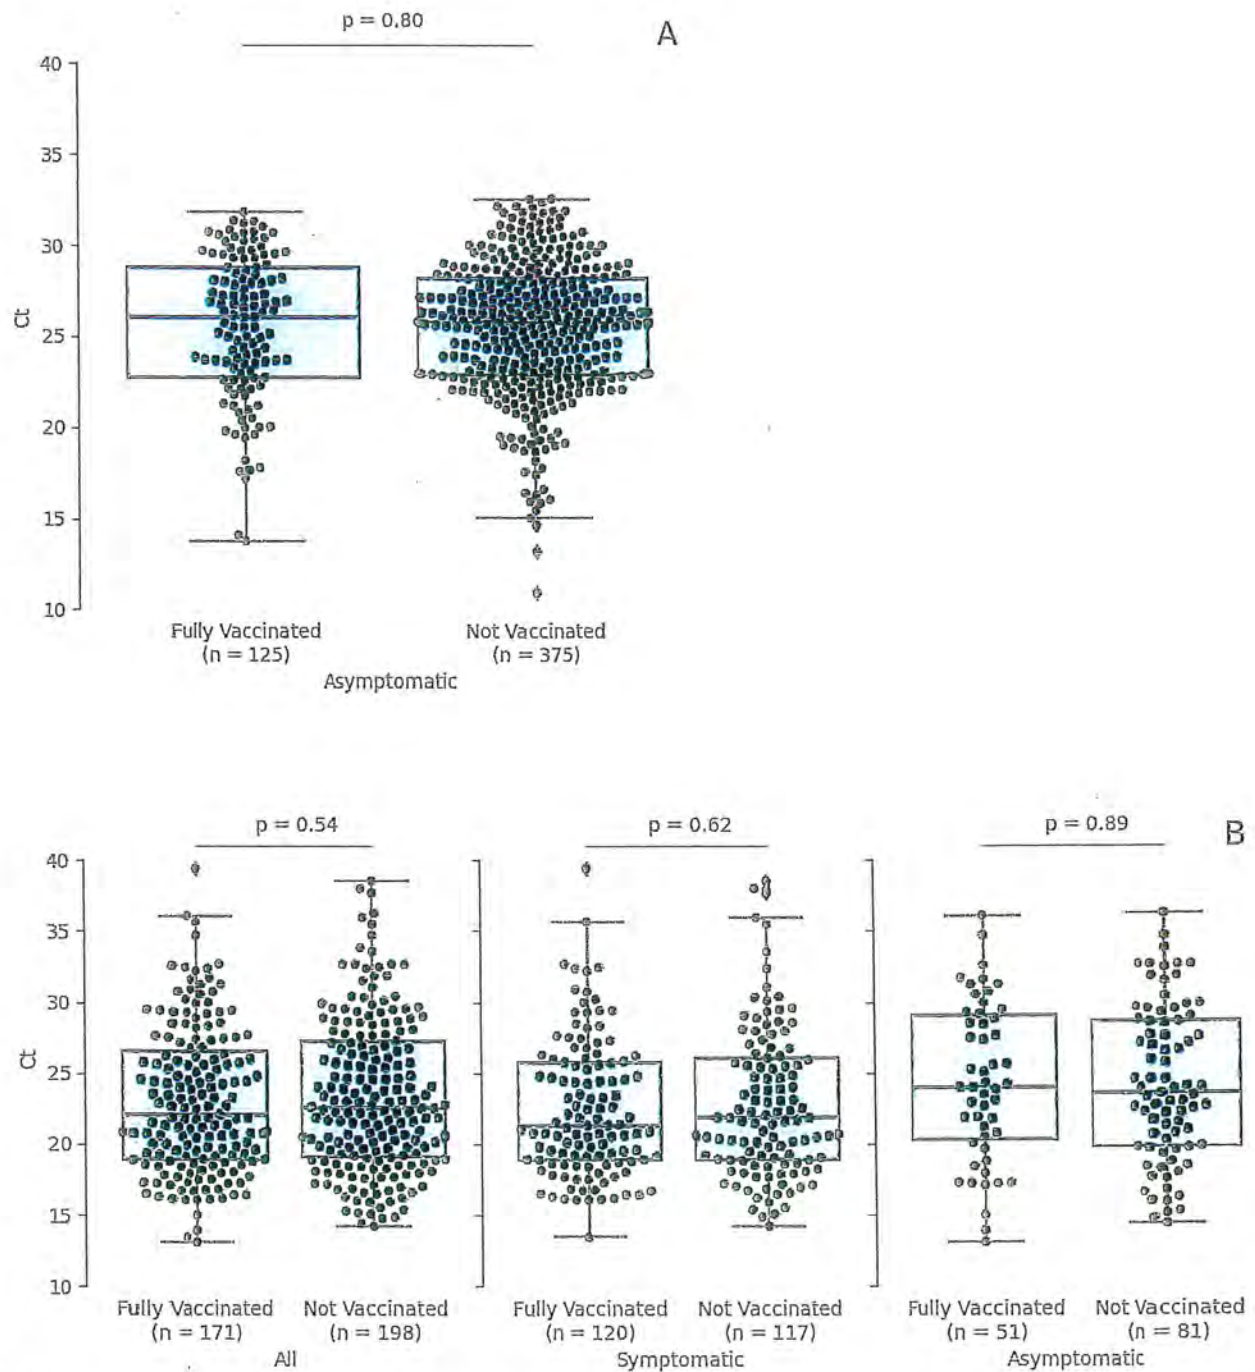 p = 0.80
A
40
35
30
25
20
15
10
Ct
Fully Vaccinated
(n = 125)
Not Vaccinated
(n = 375)
Asymptomatic
p = 0.54
p = 0.62
p = 0.89
B
40
35
30
25
20
15
10
Ct
Fully Vaccinated
(n = 171)
Not Vaccinated
(n = 198)
All
Fully Vaccinated
(n = 120)
Not Vaccinated
(n = 117)
Symptomatic
Fully Vaccinated
(n = 51)
Not Vaccinated
(n = 81)
Asymptomatic